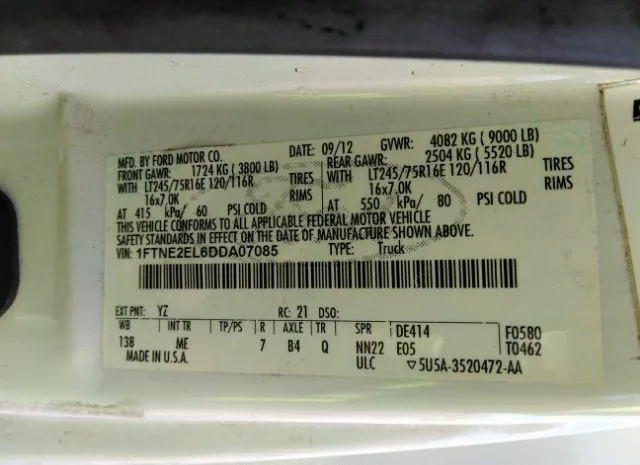 MFD. BY FORD MOTOR CO. DATE: 09/12 GVWR: 4082 KG ( 9000 LB)
FRONT GAWR: 1724 KG ( 3800 LB) REAR GAWR: 2504 KG ( 5520 LB)
WITH LT245/75R16E 120/116R TIRES WITH LT245/75R16E 120/116R TIRES
16x7.0K RIMS 16x7.0K RIMS
AT 415 kPa/ 60 PSI COLD AT 550 kPa/ 80 PSI COLD
THIS VEHICLE CONFORMS TO ALL APPLICABLE FEDERAL MOTOR VEHICLE
SAFETY STANDARDS IN EFFECT ON THE DATE OF MANUFACTURE SHOWN ABOVE.
VIN: 1FTNE2EL6DDA07085 TYPE: Truck
EXT PNT: YZ RC: 21 DSO:
WB INT TR TP/PS R AXLE TR SPR DE414 F0580
138 ME 7 B4 Q NN22 E05 T0462
MADE IN U.S.A. ULC ▽5U5A-3520472-AA